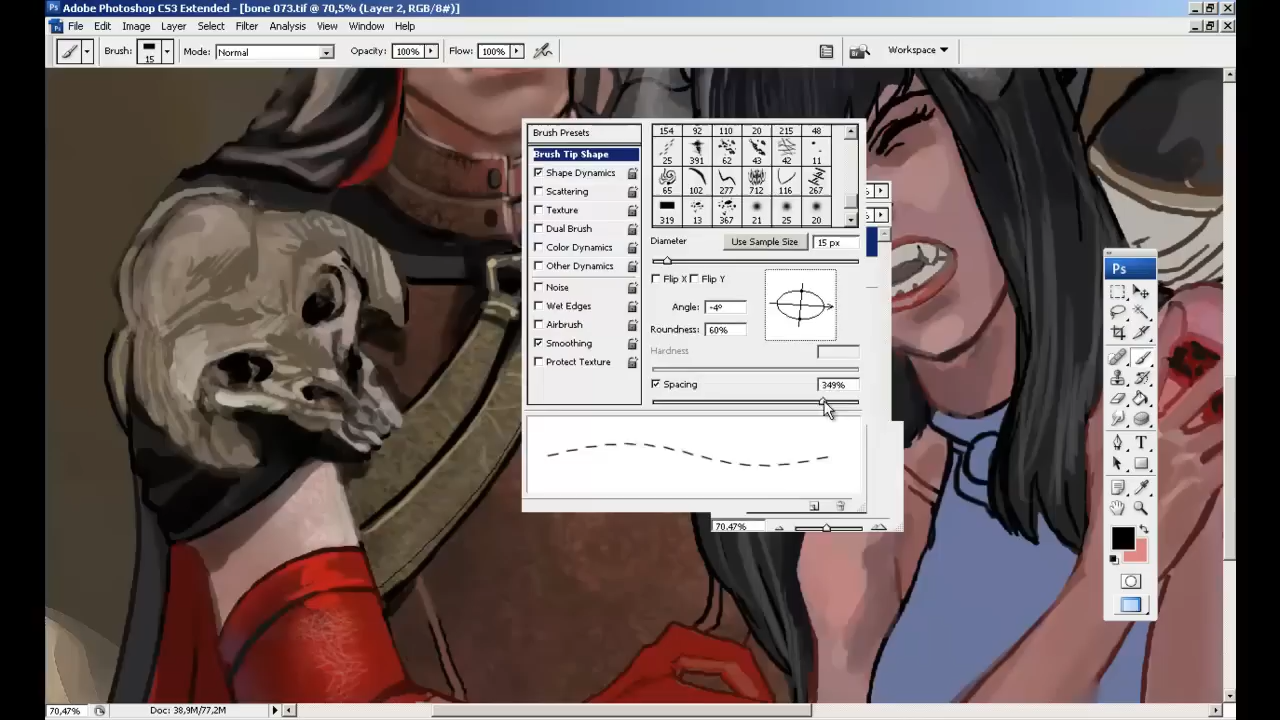 Adobe Photoshop CS3 Extended - [bone 073.tif @ 70,5% (Layer 2, RGB/8#)]
File Edit Image Layer Select Filter Analysis View Window Help
Brush: 15 Mode: Normal Opacity: 100% Flow: 100% Workspace
Brush Presets
Brush Tip Shape
Shape Dynamics
Scattering
Texture
Dual Brush
Color Dynamics
Other Dynamics
Noise
Wet Edges
Airbrush
Smoothing
Protect Texture
154 92 110 20 215 48
25 391 62 43 42 11
65 102 277 712 116 267
319 13 367 21 25 20
Diameter Use Sample Size 15 px
Flip X Flip Y
Angle: -4º
Roundness: 60%
Hardness
Spacing 349%
70.47%
Ps
T
70,47% Doc: 38,9M/77,2M